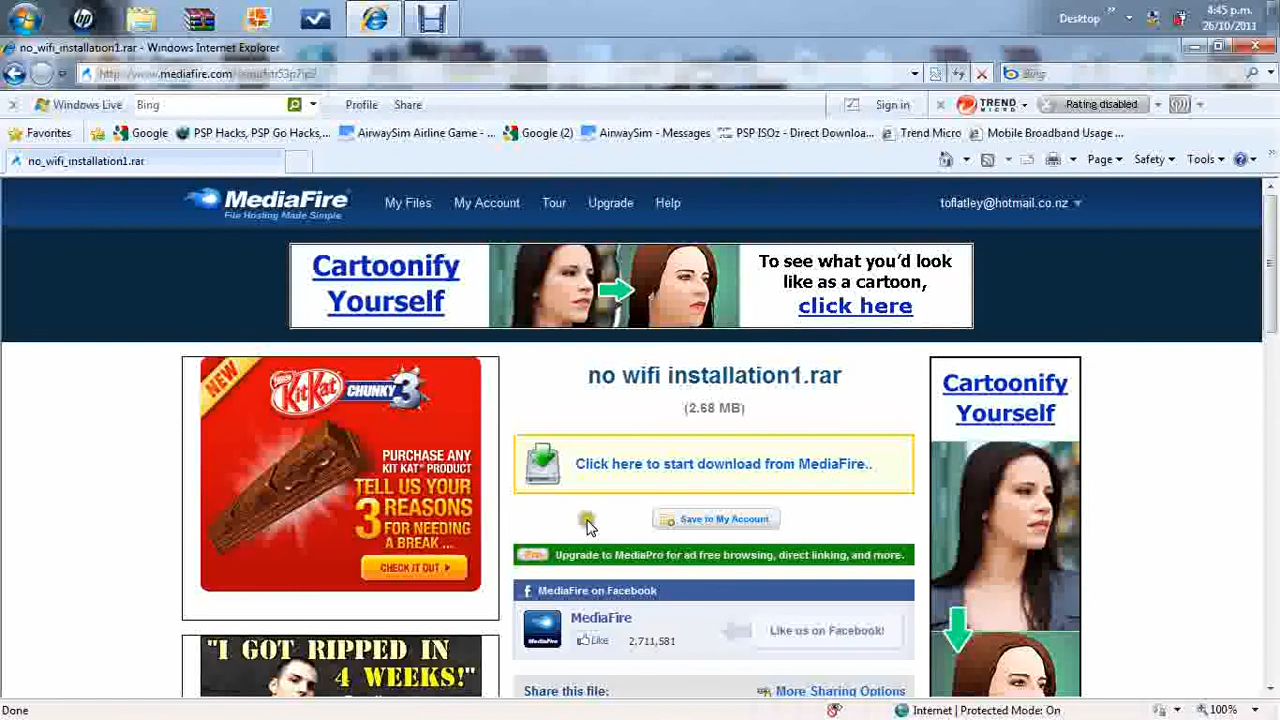 Desktop
4:45 p.m.
26/10/2011
no_wifi_installation1.rar - Windows Internet Explorer
Bing
Windows Live
Bing
Profile
Share
Sign in
TREND MICRO
Rating disabled
Favorites
Google
PSP Hacks, PSP Go Hacks,...
AirwaySim Airline Game - ...
Google (2)
AirwaySim - Messages
PSP ISOz - Direct Downloa...
Trend Micro
Mobile Broadband Usage ...
no_wifi_installation1.rar
Page
Safety
Tools
MediaFire
File Hosting Made Simple
My Files
My Account
Tour
Upgrade
Help
toflatley@hotmail.co.nz
Cartoonify
Yourself
To see what you'd look
like as a cartoon,
click here
NEW
Nestle
KitKat
CHUNKY 3
PURCHASE ANY
KIT KAT® PRODUCT
TELL US YOUR
3 REASONS
FOR NEEDING
A BREAK...
CHECK IT OUT
no wifi installation1.rar
(2.68 MB)
Click here to start download from MediaFire..
Save to My Account
Upgrade to MediaPro for ad free browsing, direct linking, and more.
MediaFire on Facebook
MediaFire
Like
2,711,581
Like us on Facebook!
Cartoonify
Yourself
"I GOT RIPPED IN
4 WEEKS!"
Share this file:
More Sharing Options
Done
Internet | Protected Mode: On
100%